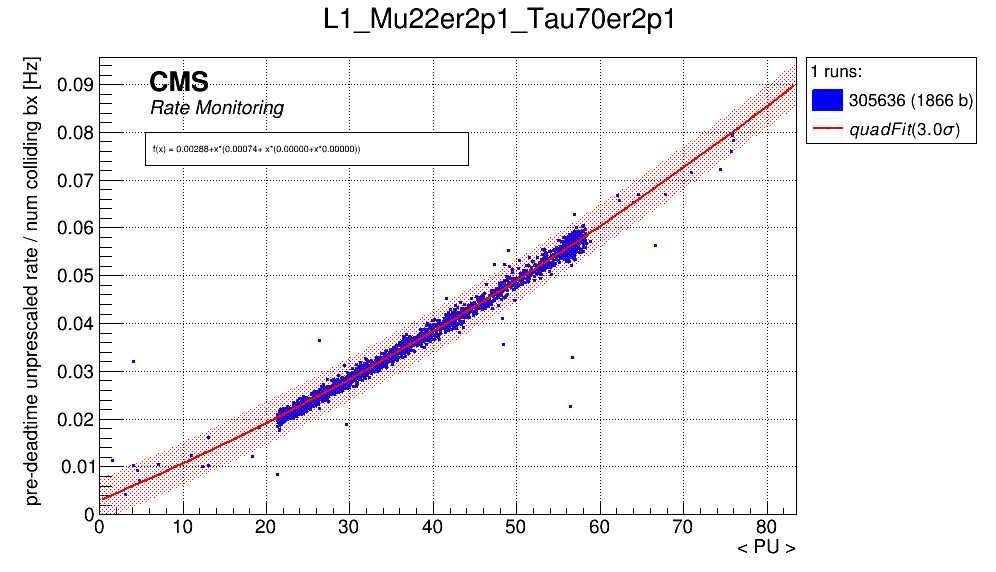 L1_Mu22er2p1_Tau70er2p1
pre-deadtime unprescaled rate / num colliding bx [Hz]
0.09
0.08
0.07
0.06
0.05
0.04
0.03
0.02
0.01
0
CMS
Rate Monitoring
f(x) = 0.00288+x*(0.00074+ x*(0.00000+x*0.00000))
1 runs:
305636 (1866 b)
quadFit(3.0σ)
0 10 20 30 40 50 60 70 80
< PU >